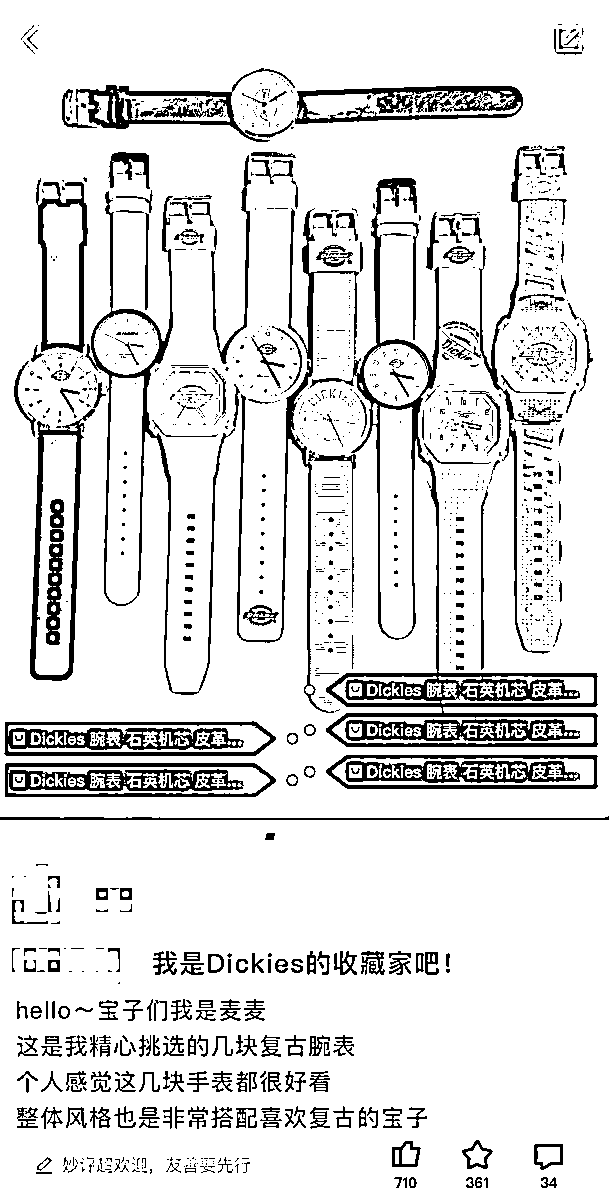 DICKIES
Dickies 腕表 石英机芯 皮革...
Dickies 腕表 石英机芯 皮革...
Dickies 腕表 石英机芯 皮革...
Dickies 腕表 石英机芯 皮革...
Dickies 腕表 石英机芯 皮革...
我是Dickies的收藏家吧！
hello～宝子们我是麦麦
这是我精心挑选的几块复古腕表
个人感觉这几块手表都很好看
整体风格也是非常搭配喜欢复古的宝子
妙评超欢迎，友善要先行
710
361
34